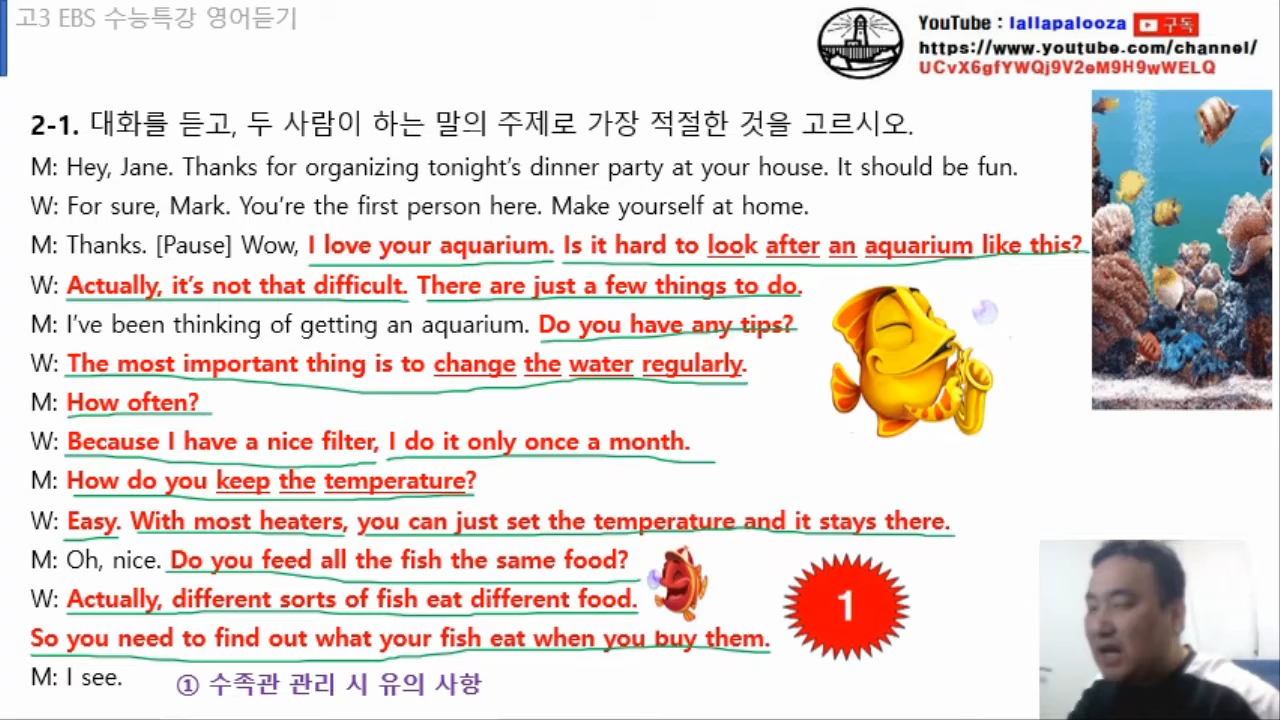 고3 EBS 수능특강 영어듣기
YouTube : lallapalooza 구독
https://www.youtube.com/channel/
UCvX6gfYWQj9V2eM9H9wWELQ
2-1. 대화를 듣고, 두 사람이 하는 말의 주제로 가장 적절한 것을 고르시오.
M: Hey, Jane. Thanks for organizing tonight's dinner party at your house. It should be fun.
W: For sure, Mark. You're the first person here. Make yourself at home.
M: Thanks. [Pause] Wow, I love your aquarium. Is it hard to look after an aquarium like this?
W: Actually, it's not that difficult. There are just a few things to do.
M: I've been thinking of getting an aquarium. Do you have any tips?
W: The most important thing is to change the water regularly.
M: How often?
W: Because I have a nice filter, I do it only once a month.
M: How do you keep the temperature?
W: Easy. With most heaters, you can just set the temperature and it stays there.
M: Oh, nice. Do you feed all the fish the same food?
W: Actually, different sorts of fish eat different food.
So you need to find out what your fish eat when you buy them.
1
M: I see.
① 수족관 관리 시 유의 사항